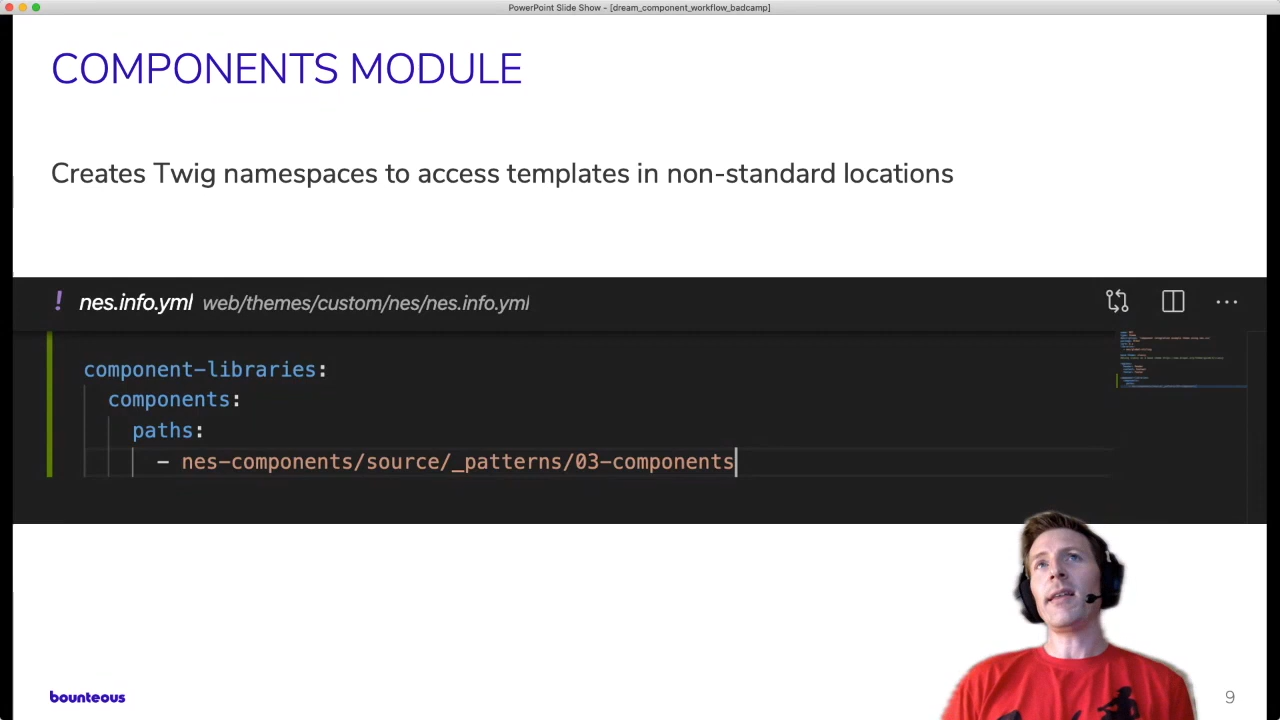 PowerPoint Slide Show - [dream_component_workflow_badcamp]
COMPONENTS MODULE
Creates Twig namespaces to access templates in non-standard locations
! nes.info.yml web/themes/custom/nes/nes.info.yml
component-libraries:
components:
paths:
- nes-components/source/_patterns/03-components
bounteous
9